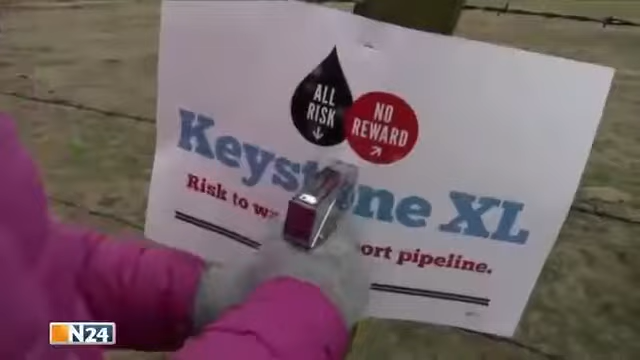 ALL
RISK
NO
REWARD
Keyst ne XL
Risk to w ort pipeline.
N24